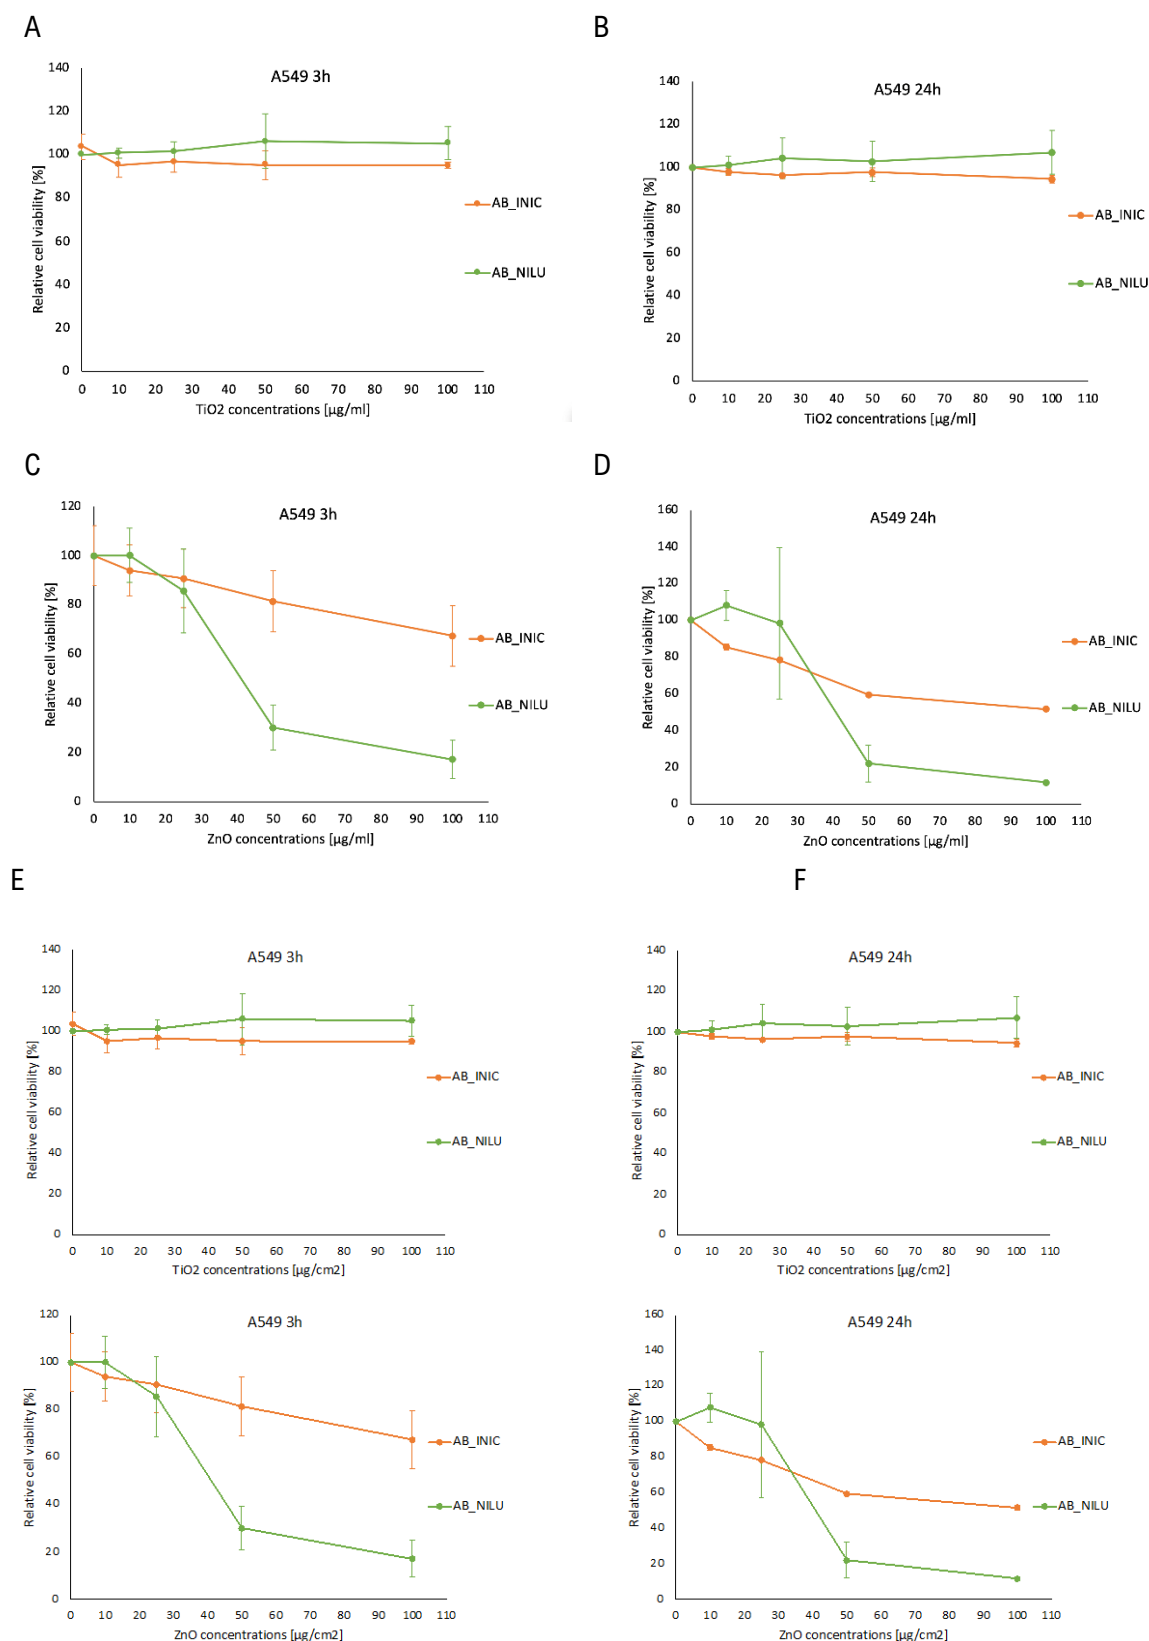 A
B
A549 3h
Relative cell viability [%]
140
120
100
80
60
40
20
0
0 10 20 30 40 50 60 70 80 90 100 110
TiO2 concentrations [µg/ml]
AB_INIC
AB_NILU
A549 24h
Relative cell viability [%]
140
120
100
80
60
40
20
0
0 10 20 30 40 50 60 70 80 90 100 110
TiO2 concentrations [µg/ml]
AB_INIC
AB_NILU
C
D
A549 3h
Relative cell viability [%]
120
100
80
60
40
20
0
0 10 20 30 40 50 60 70 80 90 100 110
ZnO concentrations [µg/ml]
AB_INIC
AB_NILU
A549 24h
Relative cell viability [%]
160
140
120
100
80
60
40
20
0
0 10 20 30 40 50 60 70 80 90 100 110
ZnO concentrations [µg/ml]
AB_INIC
AB_NILU
E
F
A549 3h
Relative cell viability [%]
140
120
100
80
60
40
20
0
0 10 20 30 40 50 60 70 80 90 100 110
TiO2 concentrations [µg/cm2]
AB_INIC
AB_NILU
A549 24h
Relative cell viability [%]
140
120
100
80
60
40
20
0
0 10 20 30 40 50 60 70 80 90 100 110
TiO2 concentrations [µg/cm2]
AB_INIC
AB_NILU
A549 3h
Relative cell viability [%]
120
100
80
60
40
20
0
0 10 20 30 40 50 60 70 80 90 100 110
ZnO concentrations [µg/cm2]
AB_INIC
AB_NILU
A549 24h
Relative cell viability [%]
160
140
120
100
80
60
40
20
0
0 10 20 30 40 50 60 70 80 90 100 110
ZnO concentrations [µg/cm2]
AB_INIC
AB_NILU